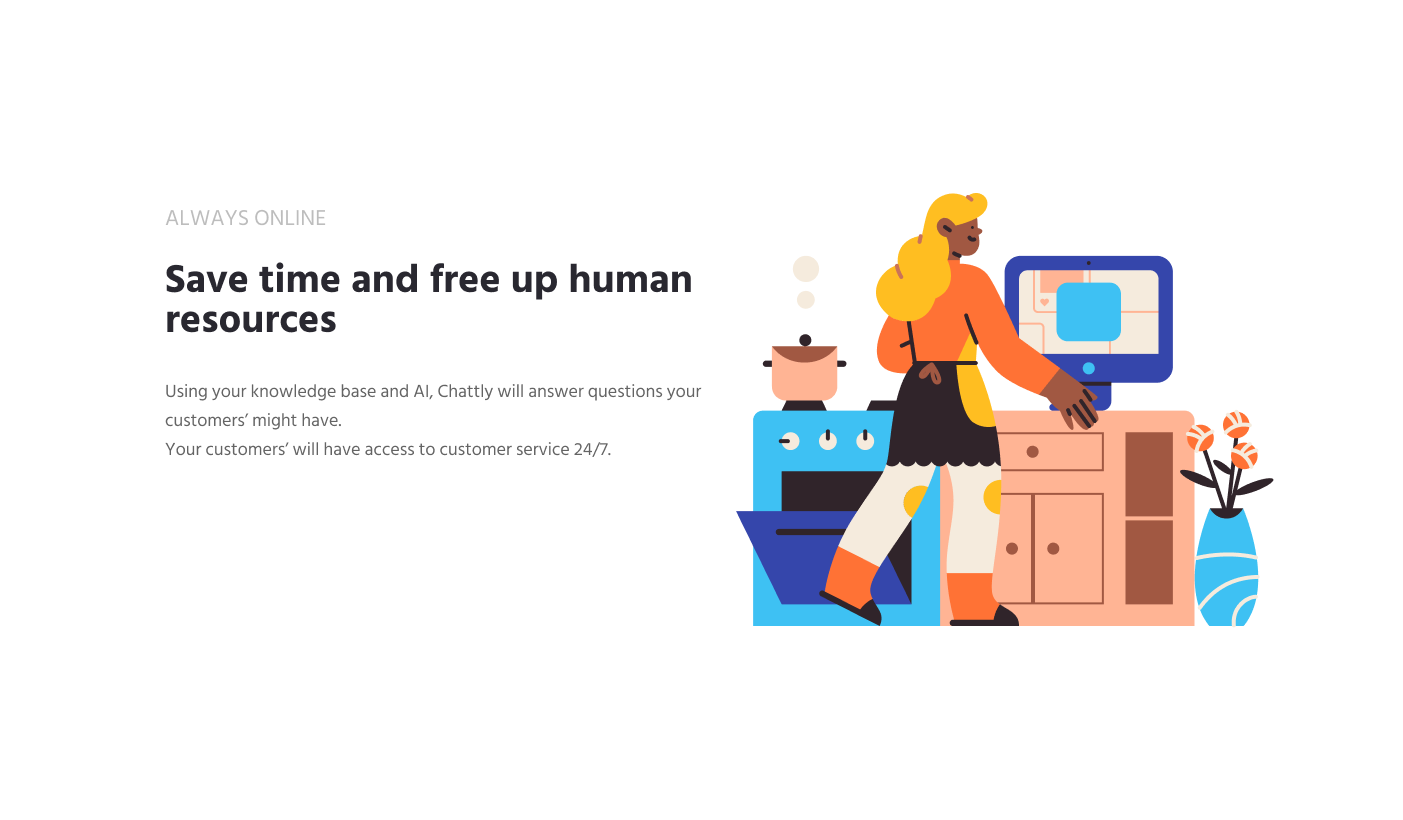 ALWAYS ONLINE
Save time and free up human
resources
Using your knowledge base and AI, Chattly will answer questions your
customers’ might have.
Your customers’ will have access to customer service 24/7.